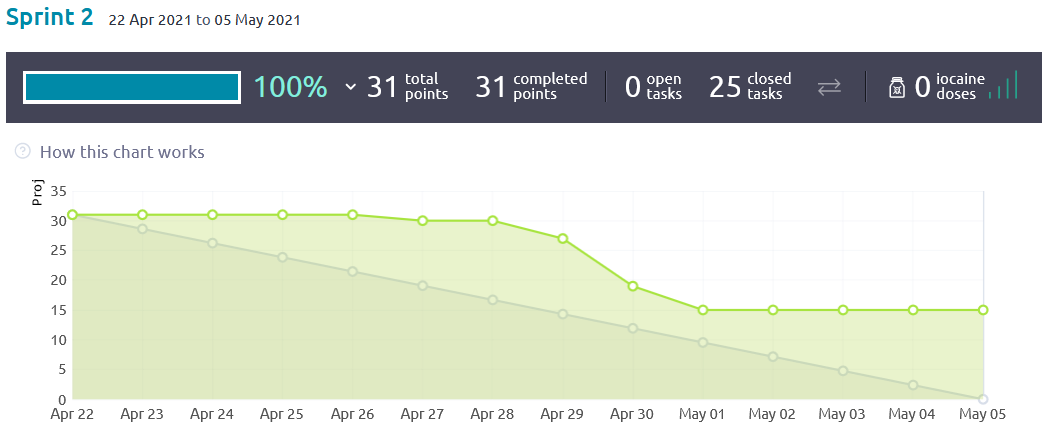 Sprint 2 22 Apr 2021 to 05 May 2021
100% 31 total points 31 completed points 0 open tasks 25 closed tasks 0 iocaine doses
? How this chart works
Proj
35
30
25
20
15
10
5
0
Apr 22 Apr 23 Apr 24 Apr 25 Apr 26 Apr 27 Apr 28 Apr 29 Apr 30 May 01 May 02 May 03 May 04 May 05